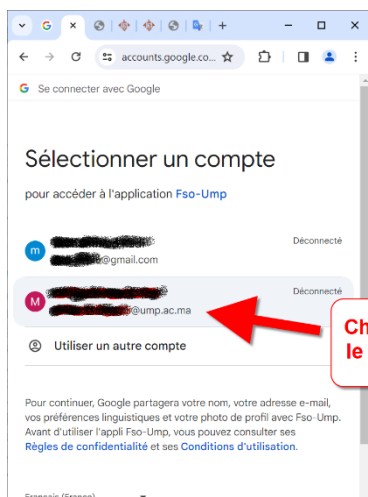 G
accounts.google.co...
Se connecter avec Google
Sélectionner un compte
pour accéder à l'application Fso-Ump
m
Déconnecté
@gmail.com
M
Déconnecté
@ump.ac.ma
Utiliser un autre compte
le
Pour continuer, Google partagera votre nom, votre adresse e-mail,
vos préférences linguistiques et votre photo de profil avec Fso-Ump.
Avant d'utiliser l'appli Fso-Ump, vous pouvez consulter ses
Règles de confidentialité et ses Conditions d'utilisation.
Français (France)